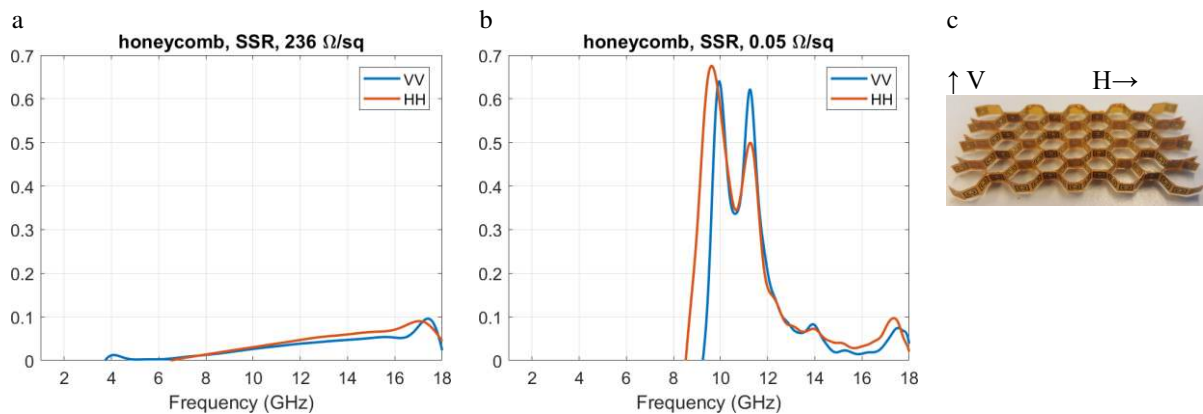 a
honeycomb, SSR, 236 Ω/sq
0.7
0.6
0.5
0.4
0.3
0.2
0.1
0
VV
HH
2 4 6 8 10 12 14 16 18
Frequency (GHz)
b
honeycomb, SSR, 0.05 Ω/sq
0.7
0.6
0.5
0.4
0.3
0.2
0.1
0
VV
HH
2 4 6 8 10 12 14 16 18
Frequency (GHz)
c
↑ V H→